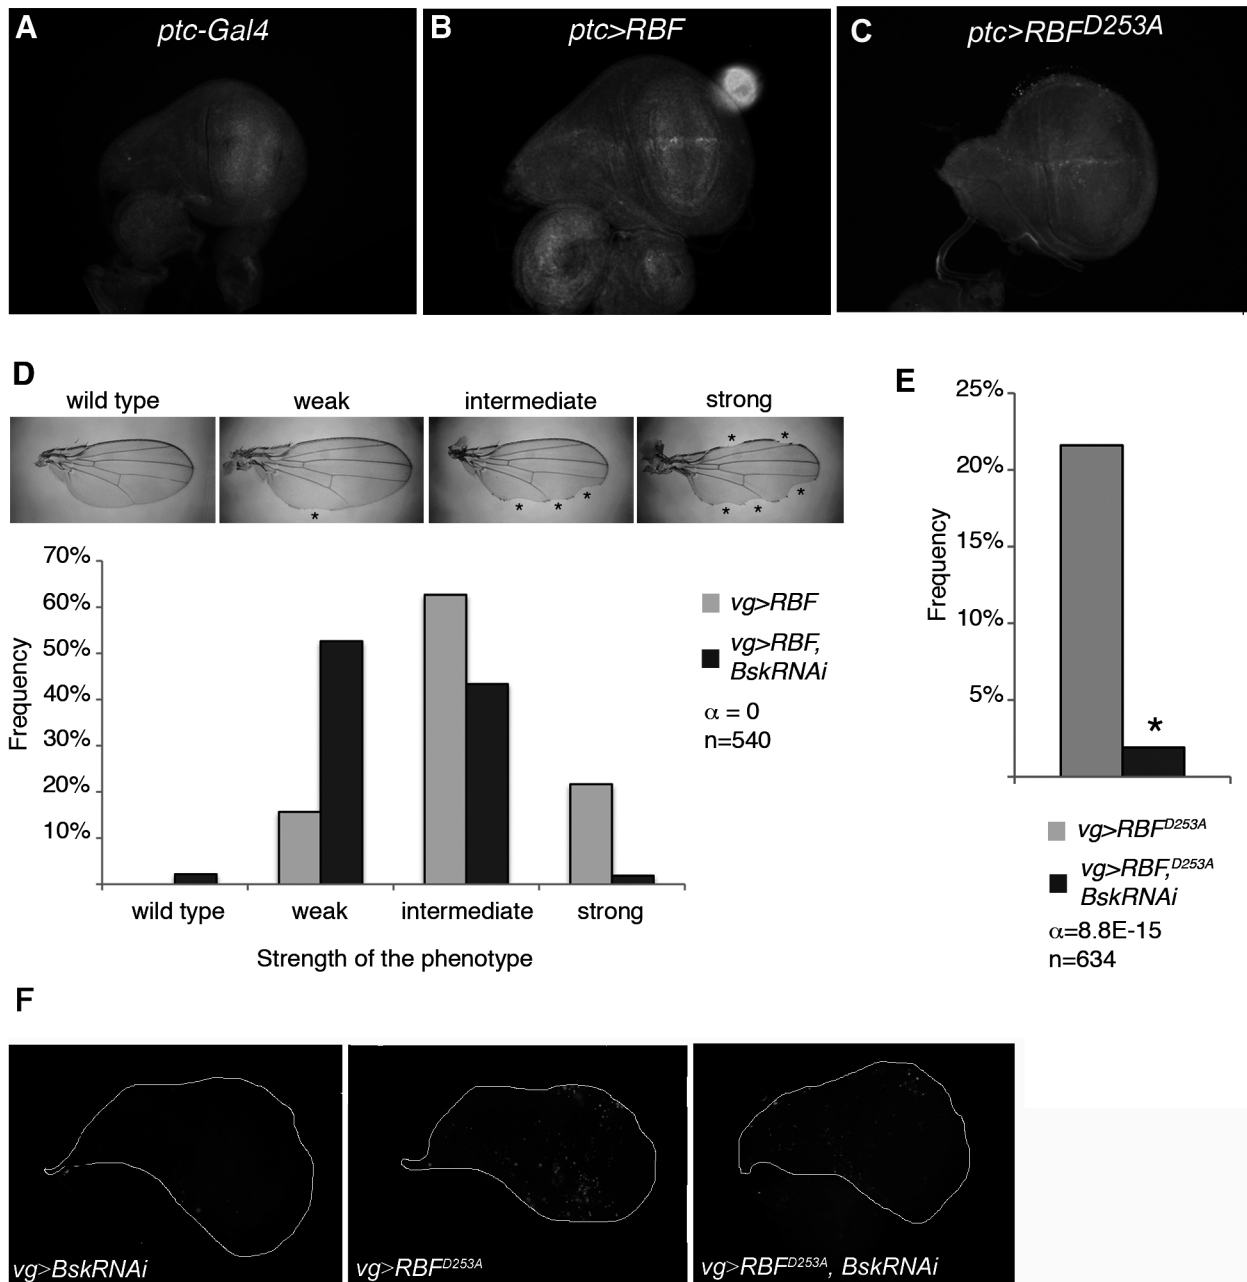 A
ptc-Gal4
B
ptc>RBF
C
ptc>RBF^D253A
D
wild type
weak
intermediate
strong
*
* * *
* * * * *
70%
60%
50%
40%
30%
20%
10%
Frequency
wild type
weak
intermediate
strong
Strength of the phenotype
vg>RBF
vg>RBF,
BskRNAi
α = 0
n=540
E
25%
20%
15%
10%
5%
Frequency
*
vg>RBF^D253A
vg>RBF,^D253A
BskRNAi
α=8.8E-15
n=634
F
vg>BskRNAi
vg>RBF^D253A
vg>RBF^D253A, BskRNAi